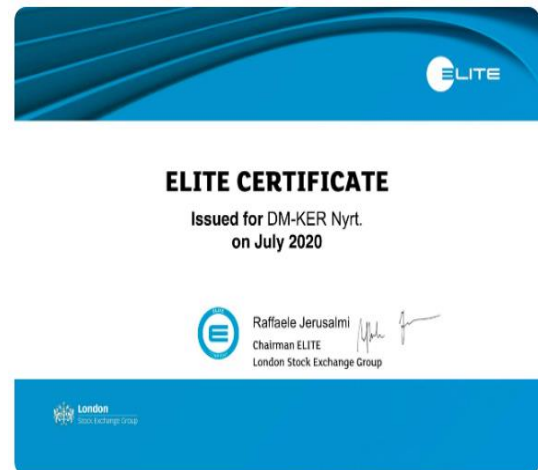 ELITE
ELITE CERTIFICATE
Issued for DM-KER Nyrt.
on July 2020
ELITE
E
Raffaele Jerusalmi
Chairman ELITE
London Stock Exchange Group
London
Stock Exchange Group